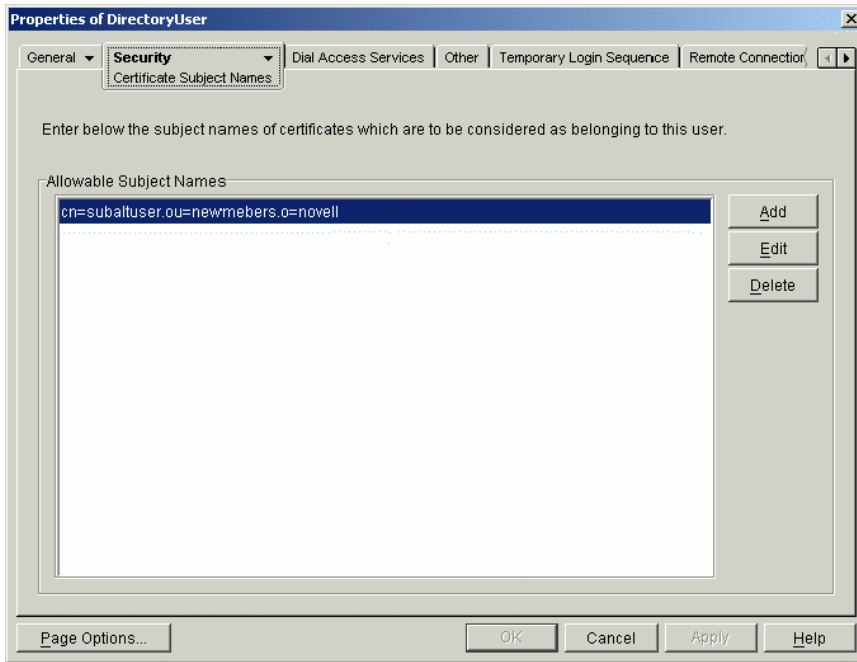 Properties of DirectoryUser
General Security Dial Access Services Other Temporary Login Sequence Remote Connection
Certificate Subject Names
Enter below the subject names of certificates which are to be considered as belonging to this user.
Allowable Subject Names
cn=subaltuser.ou=newmebers.o=novell
Add
Edit
Delete
Page Options... OK Cancel Apply Help